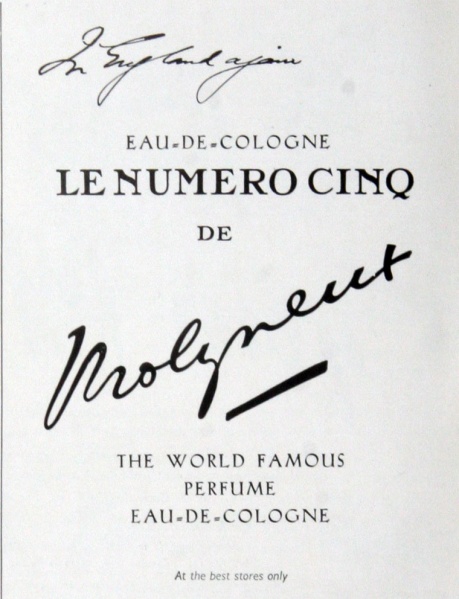 In England again
EAU-DE-COLOGNE
LE NUMERO CINQ
DE
Molyneux
THE WORLD FAMOUS
PERFUME
EAU-DE-COLOGNE
At the best stores only